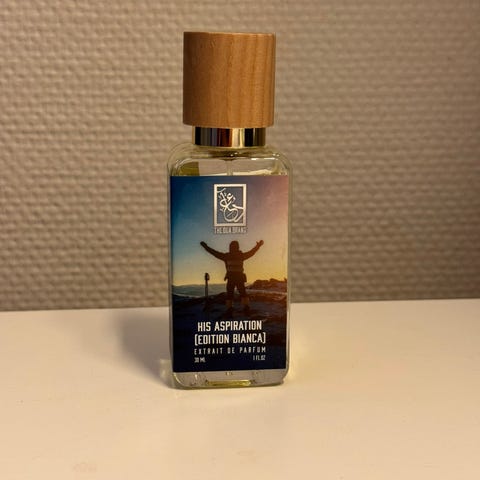 THE DUA BRAND
HIS ASPIRATION
(EDITION BIANCA)
EXTRAIT DE PARFUM
30 ML 1 FL.OZ